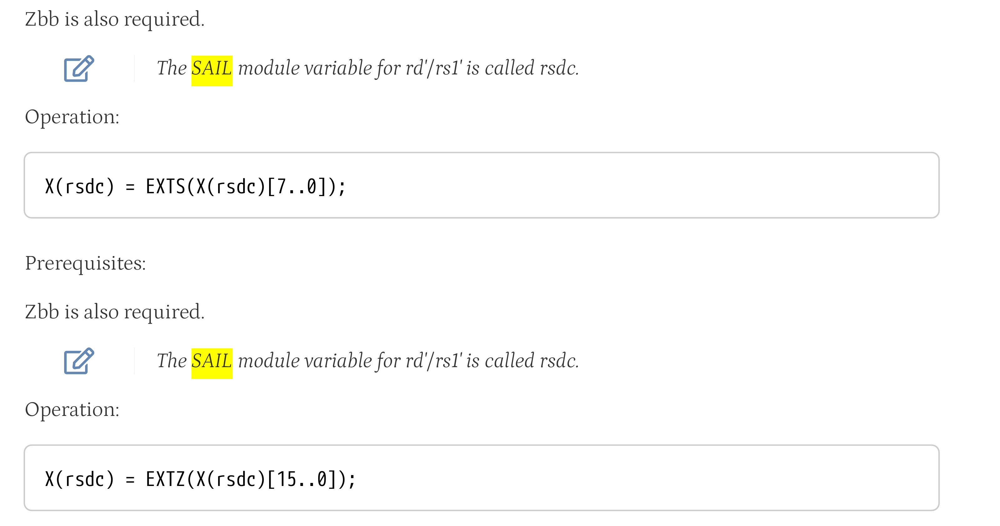 Zbb is also required.
The SAIL module variable for rd'/rs1' is called rsdc.
Operation:
X(rsdc) = EXTS(X(rsdc)[7..0]);
Prerequisites:
Zbb is also required.
The SAIL module variable for rd'/rs1' is called rsdc.
Operation:
X(rsdc) = EXTZ(X(rsdc)[15..0]);